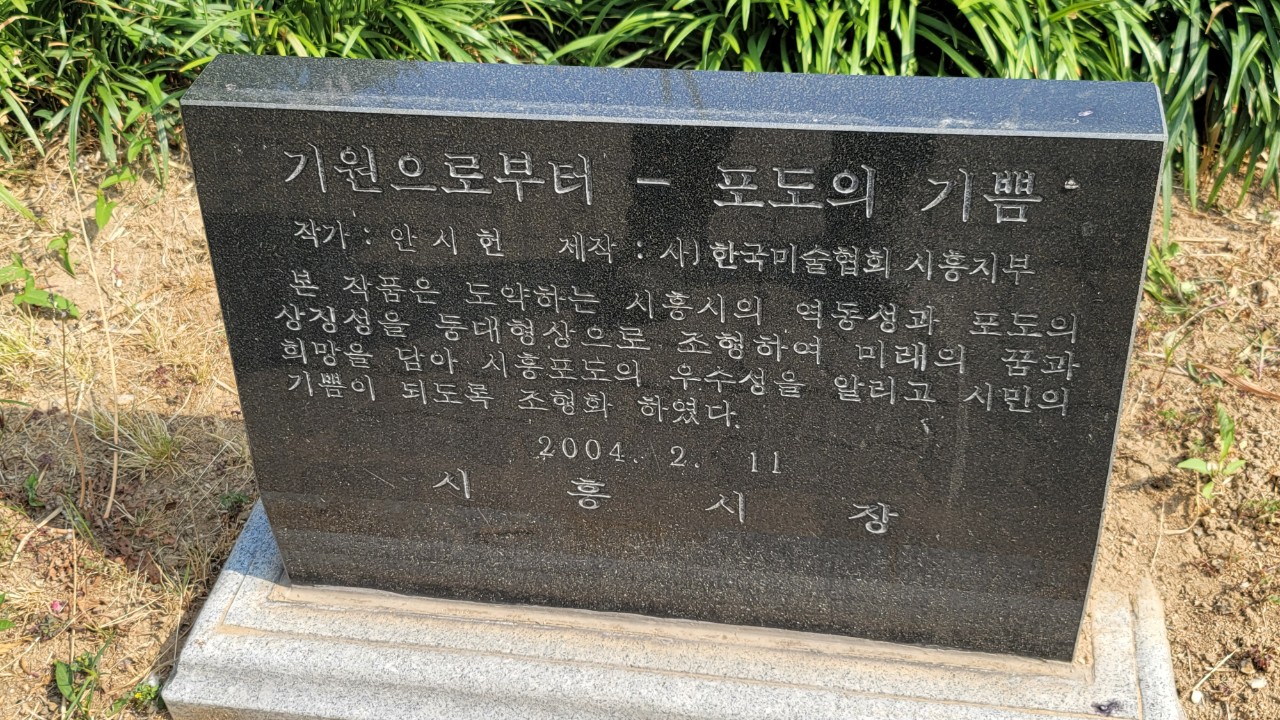 기원으로부터 - 포도의 기쁨
작가 : 안 시 헌 제작 : 사) 한국미술협회 시흥지부
본 작품은 도약하는 시흥시의 역동성과 포도의
상징성을 등대형상으로 조형하여 미래의 꿈과
희망을 담아 시흥포도의 우수성을 알리고 시민의
기쁨이 되도록 조형화 하였다.
2004. 2. 11
시 흥 시 장